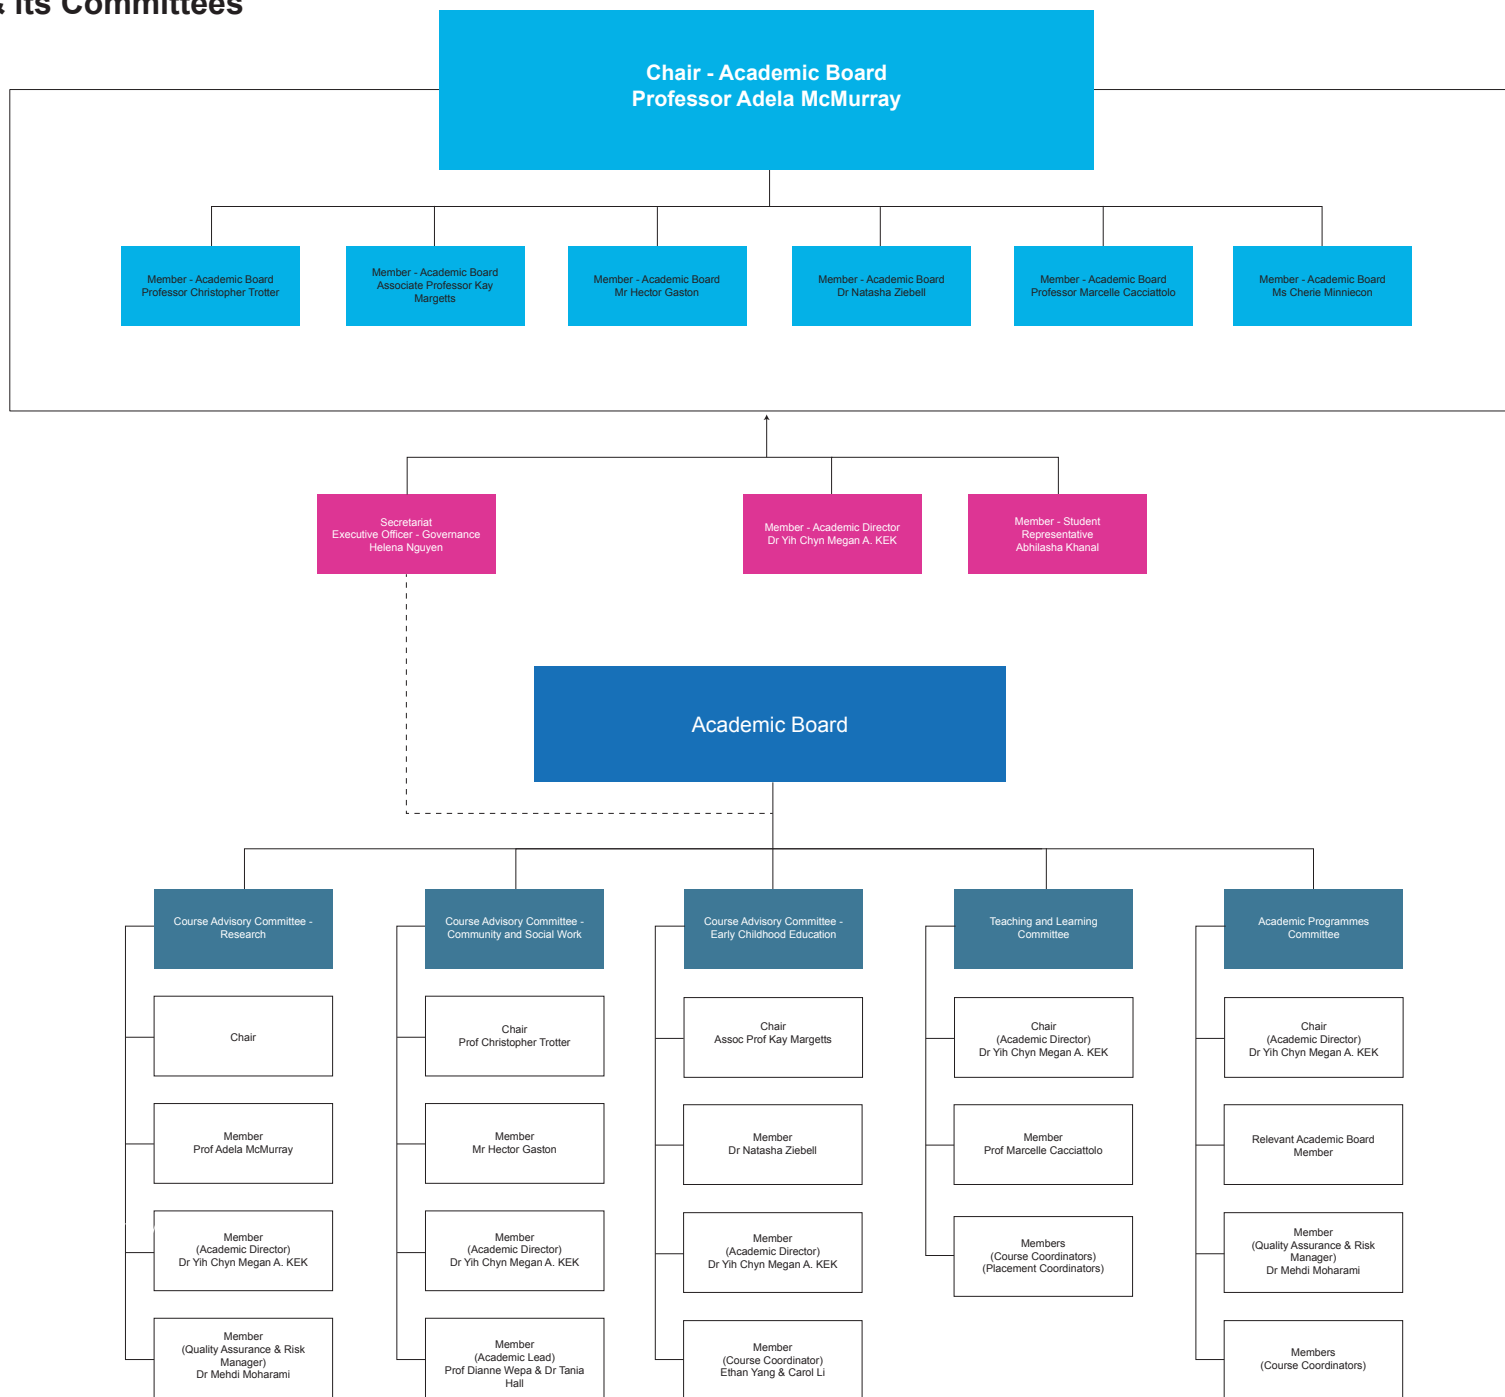 & Its Committees
Chair - Academic Board
Professor Adela McMurray
Member - Academic Board
Professor Christopher Trotter
Member - Academic Board
Associate Professor Kay
Margetts
Member - Academic Board
Mr Hector Gaston
Member - Academic Board
Dr Natasha Ziebell
Member - Academic Board
Professor Marcelle Cacciattolo
Member - Academic Board
Ms Cherie Minniecon
Secretariat
Executive Officer - Governance
Helena Nguyen
Member - Academic Director
Dr Yih Chyn Megan A. KEK
Member - Student
Representative
Abhilasha Khanal
Academic Board
Course Advisory Committee -
Research
Chair
Member
Prof Adela McMurray
Member
(Academic Director)
Dr Yih Chyn Megan A. KEK
Member
(Quality Assurance & Risk
Manager)
Dr Mehdi Moharami
Course Advisory Committee -
Community and Social Work
Chair
Prof Christopher Trotter
Member
Mr Hector Gaston
Member
(Academic Director)
Dr Yih Chyn Megan A. KEK
Member
(Academic Lead)
Prof Dianne Wepa & Dr Tania
Hall
Course Advisory Committee -
Early Childhood Education
Chair
Assoc Prof Kay Margetts
Member
Dr Natasha Ziebell
Member
(Academic Director)
Dr Yih Chyn Megan A. KEK
Member
(Course Coordinator)
Ethan Yang & Carol Li
Teaching and Learning
Committee
Chair
(Academic Director)
Dr Yih Chyn Megan A. KEK
Member
Prof Marcelle Cacciattolo
Members
(Course Coordinators)
(Placement Coordinators)
Academic Programmes
Committee
Chair
(Academic Director)
Dr Yih Chyn Megan A. KEK
Relevant Academic Board
Member
Member
(Quality Assurance & Risk
Manager)
Dr Mehdi Moharami
Members
(Course Coordinators)